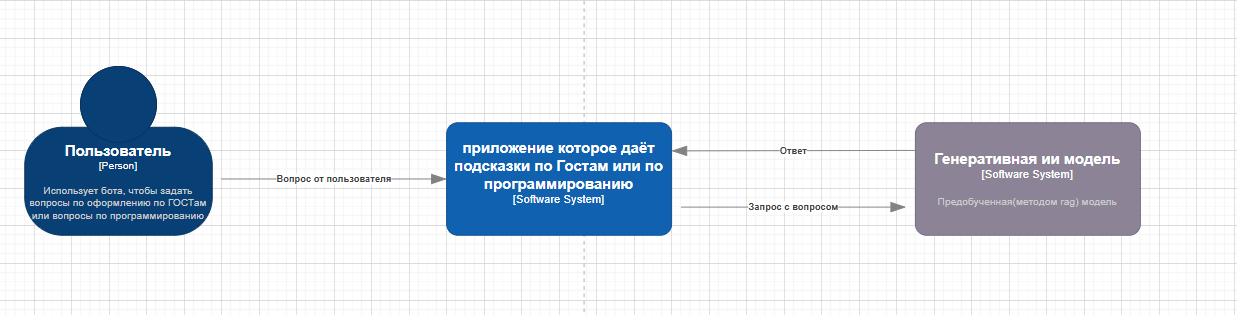 Пользователь
[Person]
Использует бота, чтобы задать
вопросы по оформлению по ГОСТам
или вопросы по программированию
Вопрос от пользователя
приложение которое даёт
подсказки по Гостам или по
программированию
[Software System]
Ответ
Запрос с вопросом
Генеративная ии модель
[Software System]
Предобученная(методом rag) модель